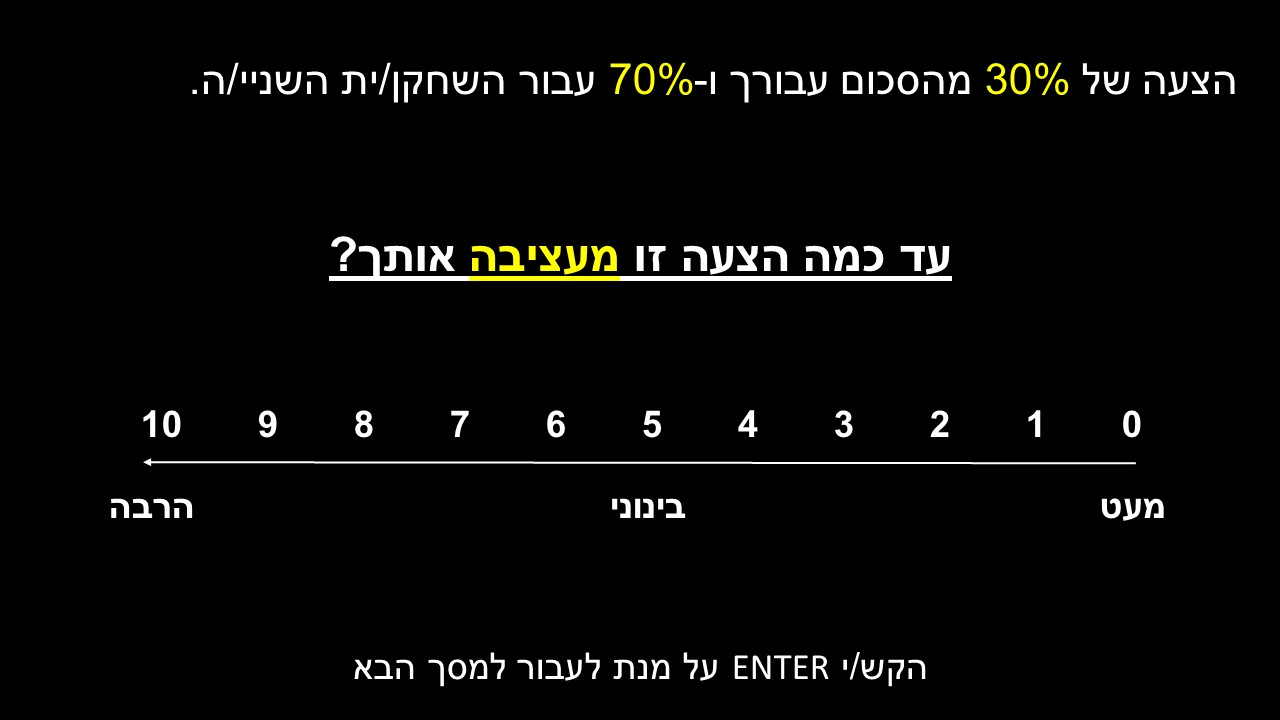 הצעה של 30% מהסכום עבורך ו-70% עבור השחקן/ית השניי/ה.
עד כמה הצעה זו מעציבה אותך?
0 1 2 3 4 5 6 7 8 9 10
מעט בינוני הרבה
הקש/י ENTER על מנת לעבור למסך הבא